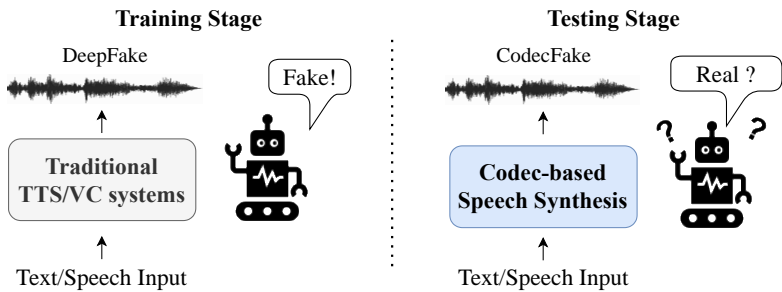 Training Stage
DeepFake
Fake!
Traditional
TTS/VC systems
Text/Speech Input
Testing Stage
CodecFake
Real ?
? ?
Codec-based
Speech Synthesis
Text/Speech Input